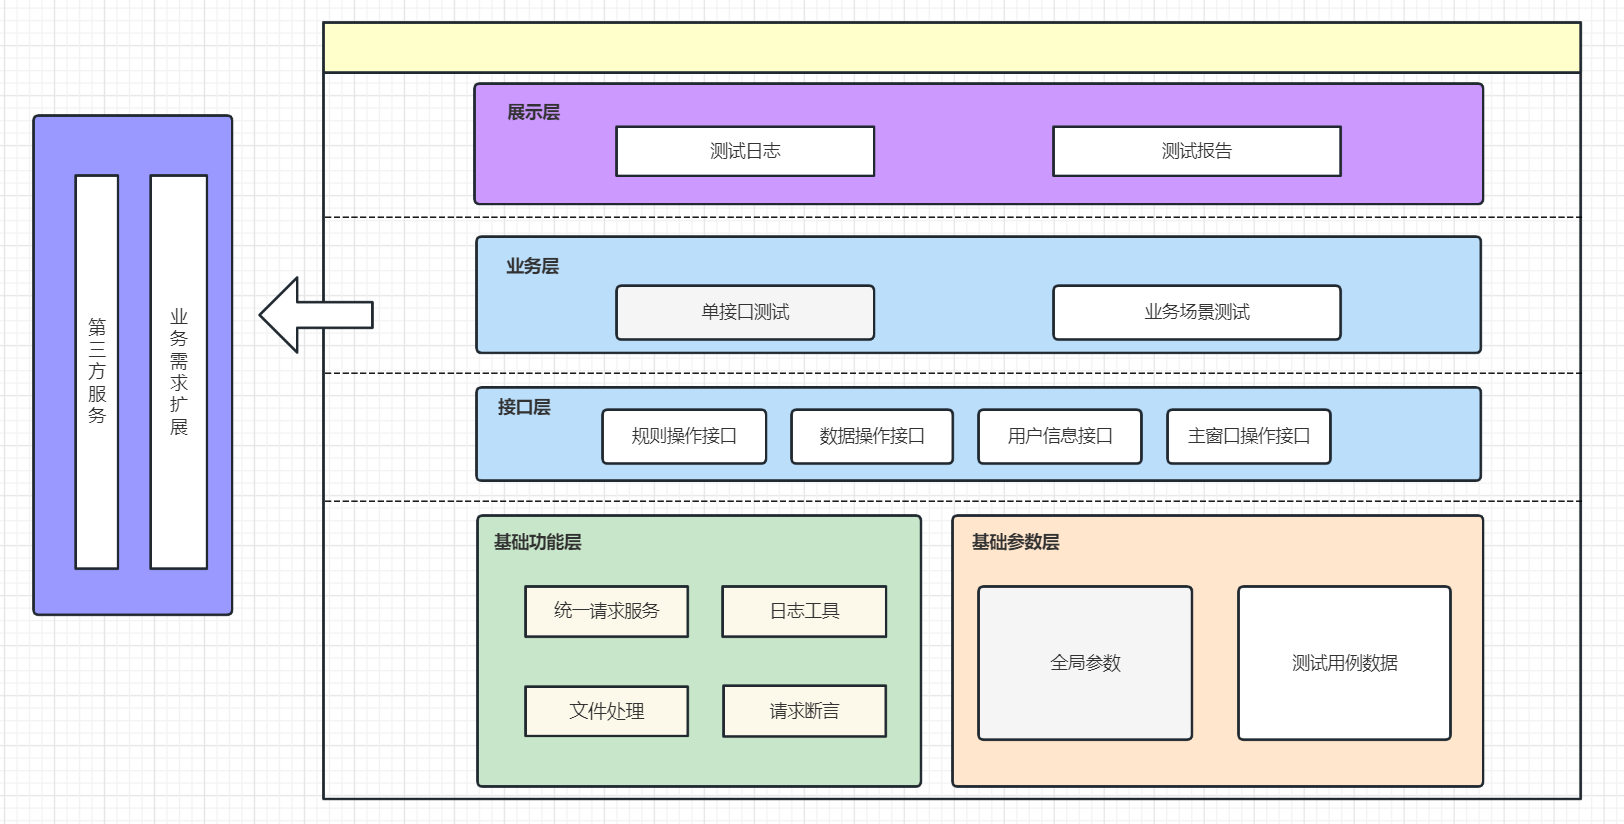 第三方服务
业务需求扩展
展示层
测试日志
测试报告
业务层
单接口测试
业务场景测试
接口层
规则操作接口
数据操作接口
用户信息接口
主窗口操作接口
基础功能层
统一请求服务
日志工具
文件处理
请求断言
基础参数层
全局参数
测试用例数据